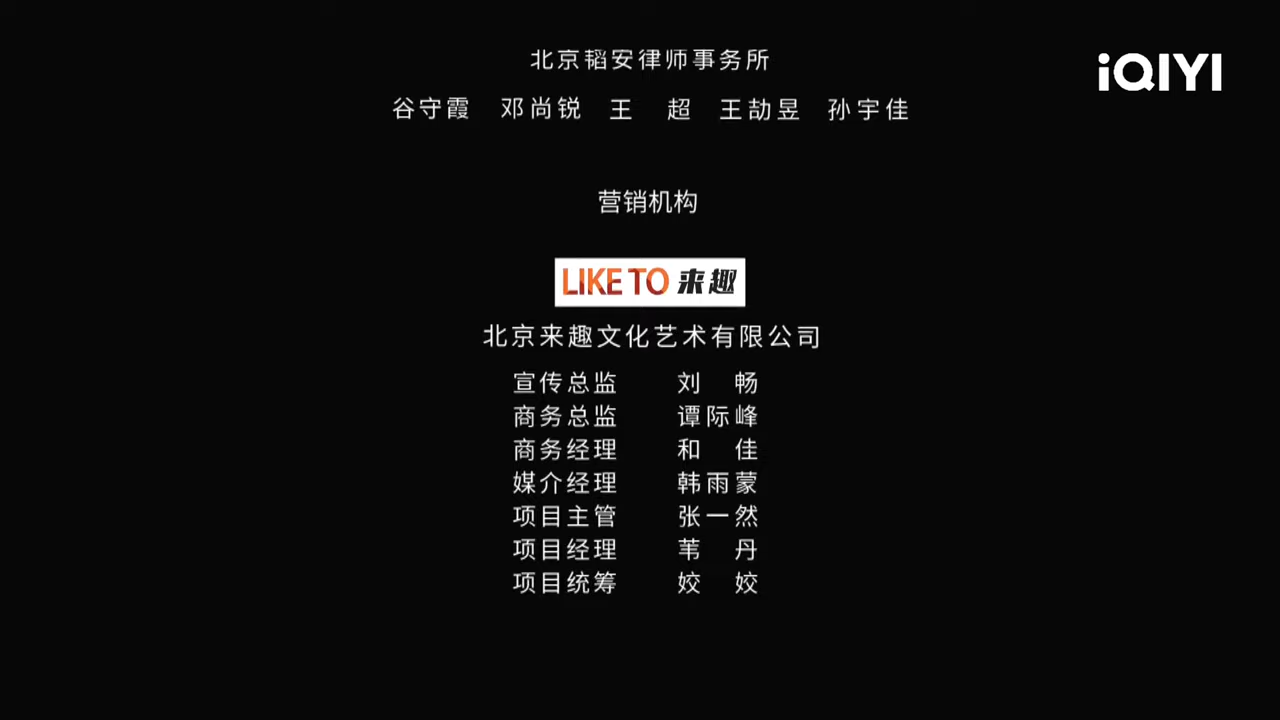 北京韬安律师事务所
iQIYI
谷守霞 邓尚锐 王 超 王劼昱 孙宇佳
营销机构
LIKE TO 来趣
北京来趣文化艺术有限公司
宣传总监 刘 畅
商务总监 谭际峰
商务经理 和 佳
媒介经理 韩雨蒙
项目主管 张一然
项目经理 苇 丹
项目统筹 姣 姣